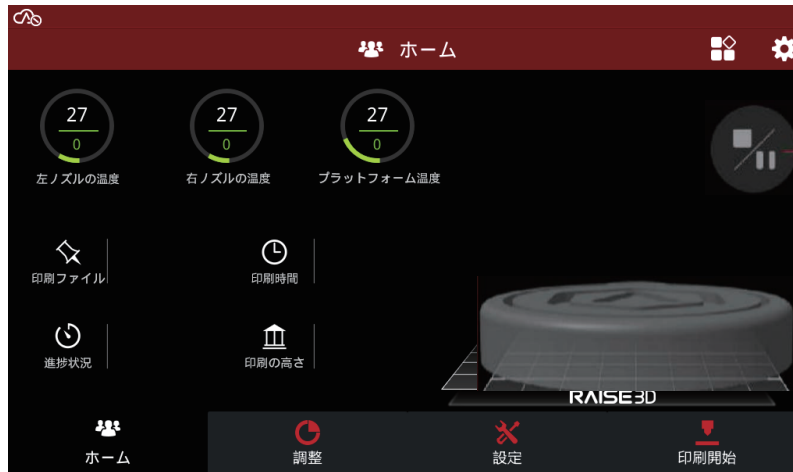 ホーム
27
0
左ノズルの温度
27
0
右ノズルの温度
27
0
プラットフォーム温度
印刷ファイル
印刷時間
進捗状況
印刷の高さ
RAISE3D
ホーム
調整
設定
印刷開始